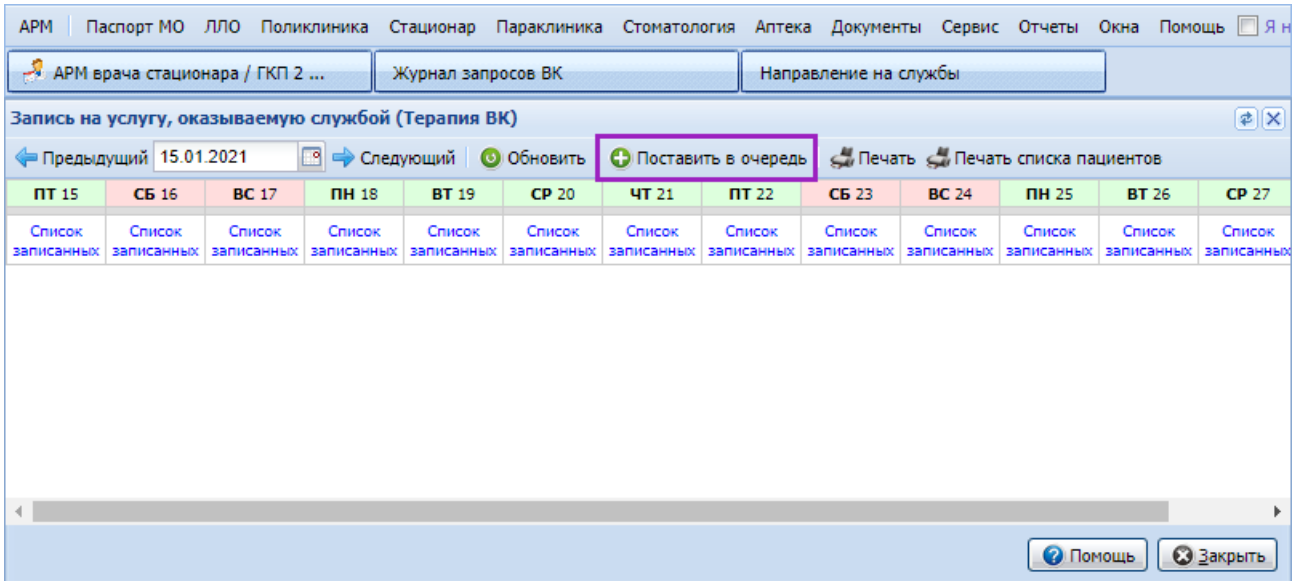 АРМ Паспорт МО ЛЛО Поликлиника Стационар Параклиника Стоматология Аптека Документы Сервис Отчеты Окна Помощь Я н
АРМ врача стационара / ГКП 2 ... Журнал запросов ВК Направление на службы
Запись на услугу, оказываемую службой (Терапия ВК)
Предыдущий 15.01.2021 Следующий Обновить Поставить в очередь Печать Печать списка пациентов
ПТ 15 СБ 16 ВС 17 ПН 18 ВТ 19 СР 20 ЧТ 21 ПТ 22 СБ 23 ВС 24 ПН 25 ВТ 26 СР 27
Список Список Список Список Список Список Список Список Список Список Список Список Список
записанных записанных записанных записанных записанных записанных записанных записанных записанных записанных записанных записанных записанных
Помощь Закрыть